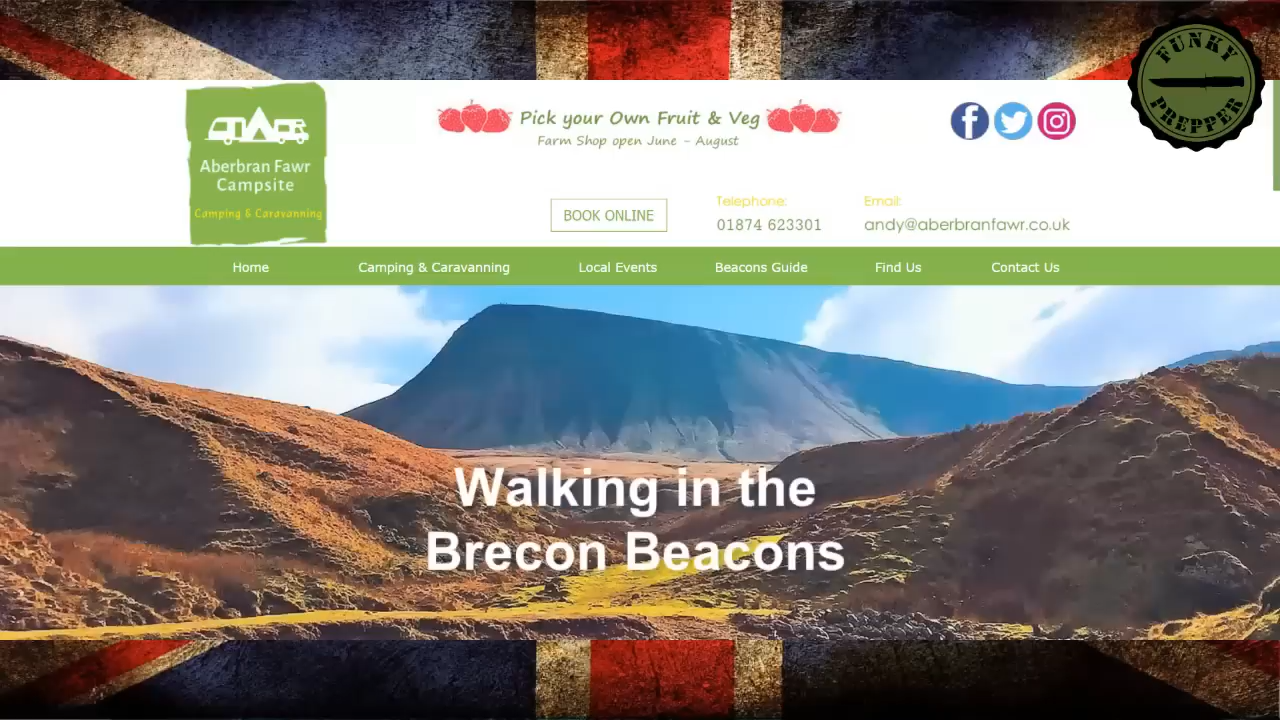 FUNKY
PREPPER
Aberbran Fawr
Campsite
Camping & Caravanning
Pick your Own Fruit & Veg
Farm Shop open June - August
BOOK ONLINE
Telephone:
01874 623301
Email:
andy@aberbranfawr.co.uk
Home
Camping & Caravanning
Local Events
Beacons Guide
Find Us
Contact Us
Walking in the
Brecon Beacons